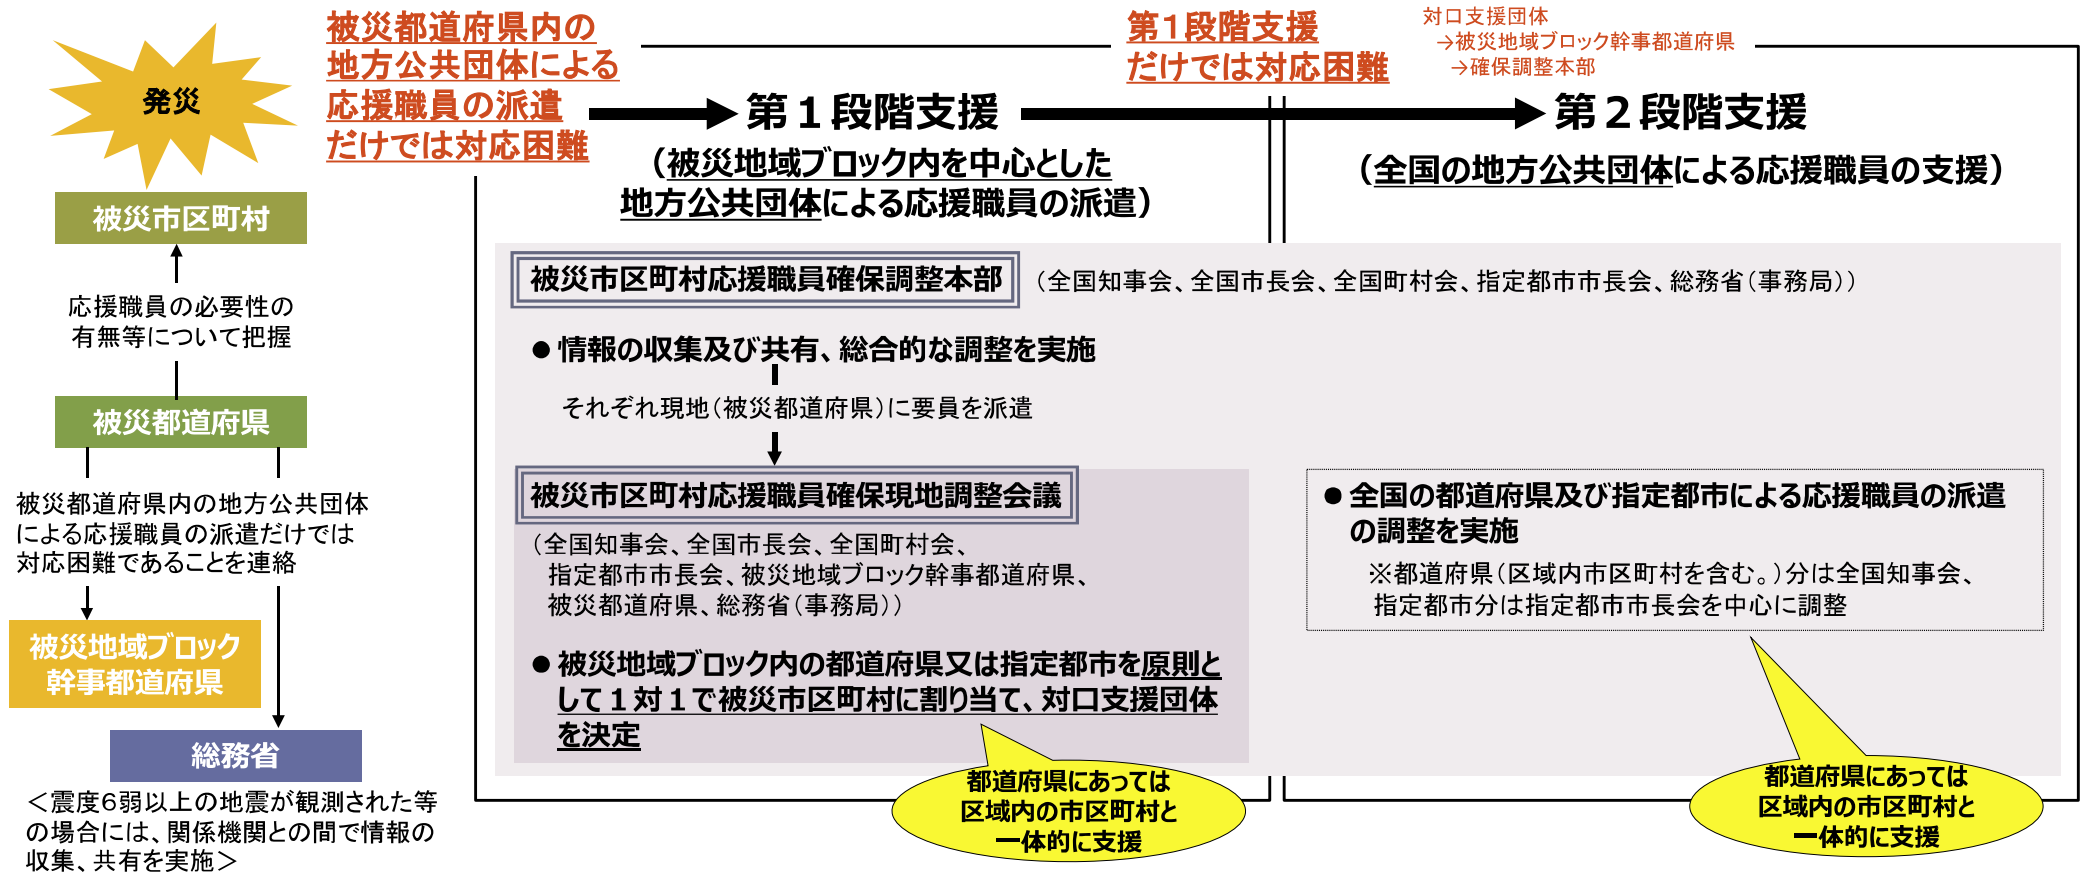 発災
被災市区町村
応援職員の必要性の
有無等について把握
被災都道府県
被災都道府県内の地方公共団体
による応援職員の派遣だけでは
対応困難であることを連絡
被災地域ブロック
幹事都道府県
総務省
＜震度６弱以上の地震が観測された等
の場合には、関係機関との間で情報の
収集、共有を実施＞
被災都道府県内の
地方公共団体による
応援職員の派遣
だけでは対応困難
第１段階支援
（被災地域ブロック内を中心とした
地方公共団体による応援職員の派遣）
第１段階支援
だけでは対応困難
対口支援団体
→被災地域ブロック幹事都道府県
→確保調整本部
第２段階支援
（全国の地方公共団体による応援職員の支援）
被災市区町村応援職員確保調整本部
（全国知事会、全国市長会、全国町村会、指定都市市長会、総務省（事務局））
●情報の収集及び共有、総合的な調整を実施
それぞれ現地（被災都道府県）に要員を派遣
被災市区町村応援職員確保現地調整会議
（全国知事会、全国市長会、全国町村会、
指定都市市長会、被災地域ブロック幹事都道府県、
被災都道府県、総務省（事務局））
●被災地域ブロック内の都道府県又は指定都市を原則と
して１対１で被災市区町村に割り当て、対口支援団体
を決定
都道府県にあっては
区域内の市区町村と
一体的に支援
●全国の都道府県及び指定都市による応援職員の派遣
の調整を実施
※都道府県（区域内市区町村を含む。）分は全国知事会、
指定都市分は指定都市市長会を中心に調整
都道府県にあっては
区域内の市区町村と
一体的に支援